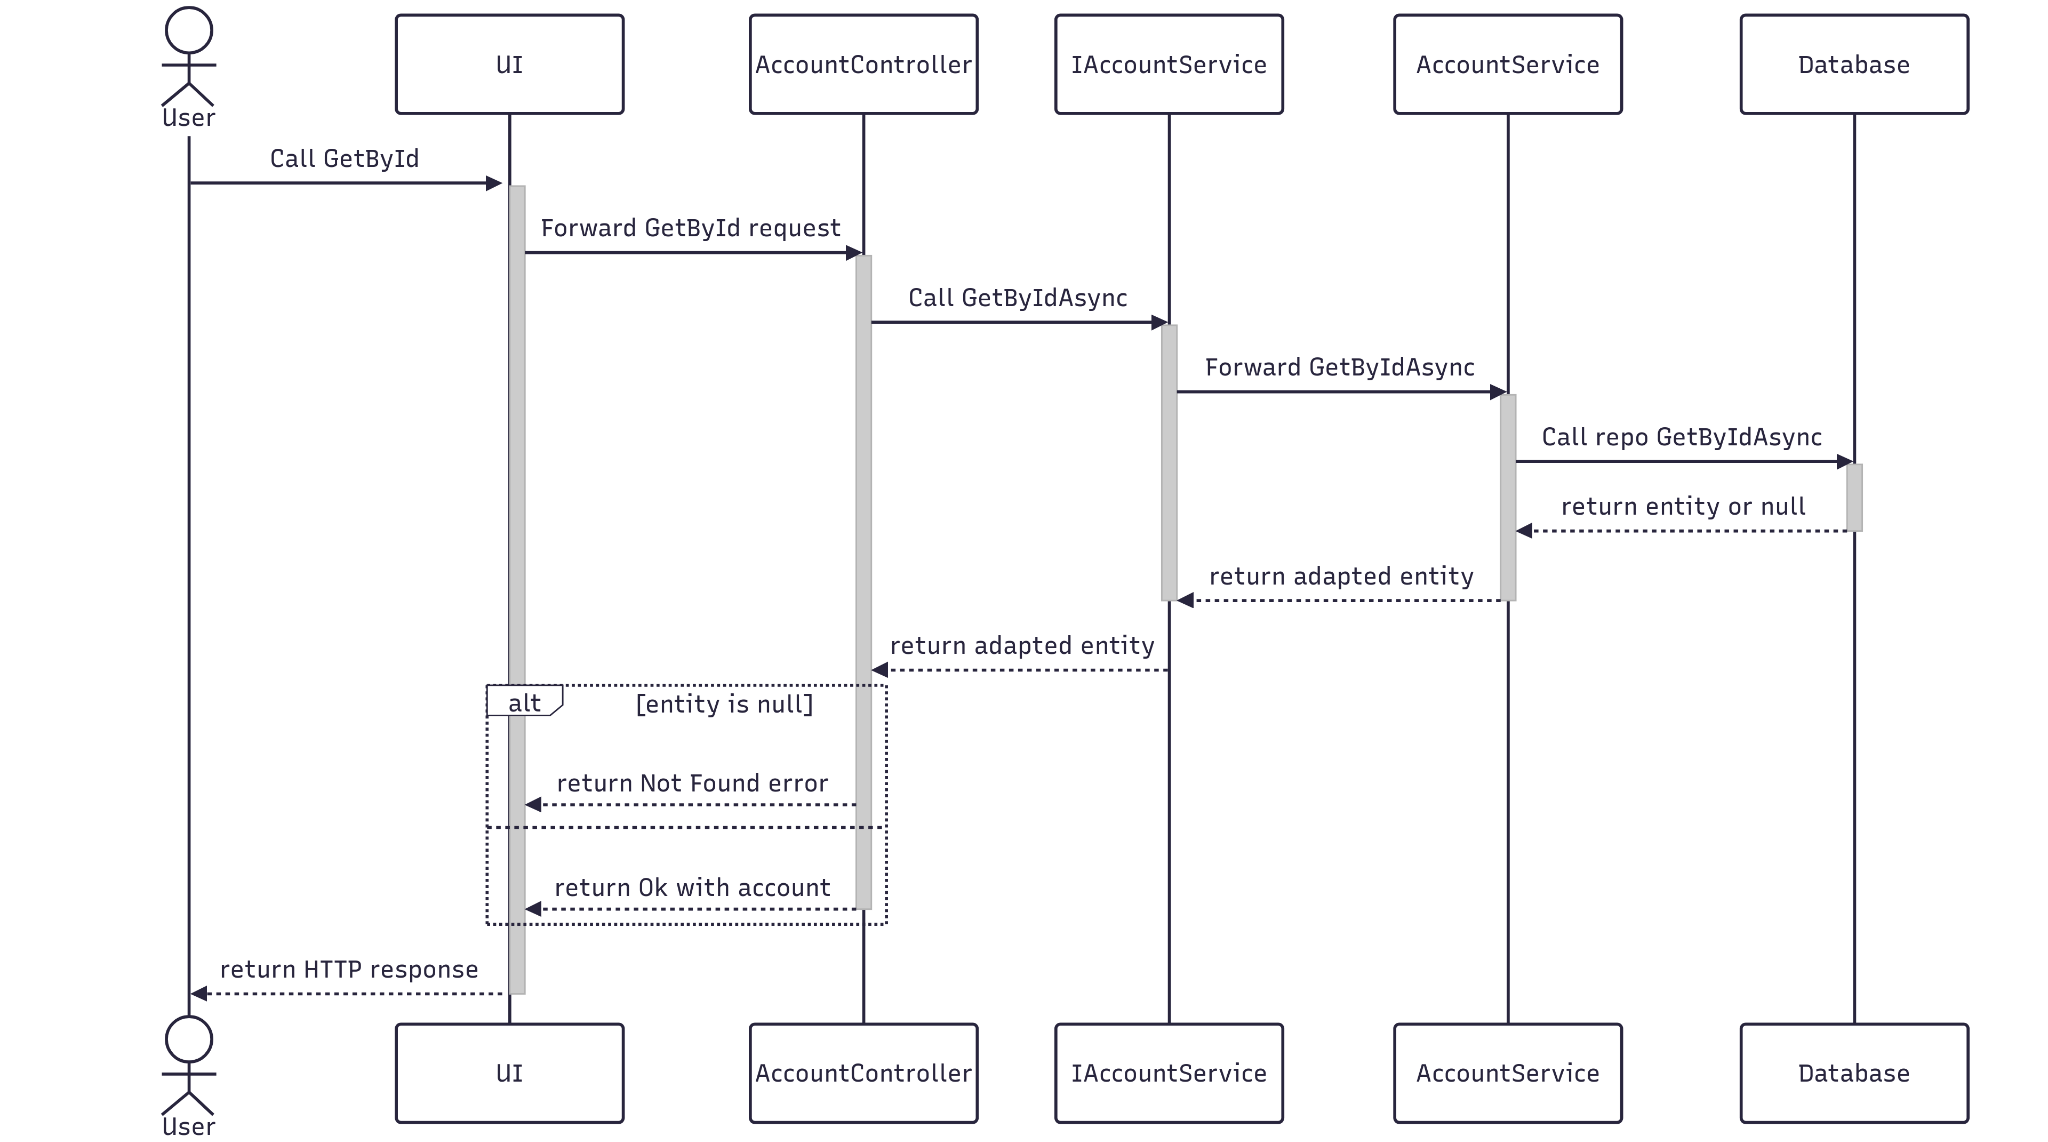 User
UI
AccountController
IAccountService
AccountService
Database
Call GetById
Forward GetById request
Call GetByIdAsync
Forward GetByIdAsync
Call repo GetByIdAsync
return entity or null
return adapted entity
return adapted entity
alt
[entity is null]
return Not Found error
return Ok with account
return HTTP response
User
UI
AccountController
IAccountService
AccountService
Database